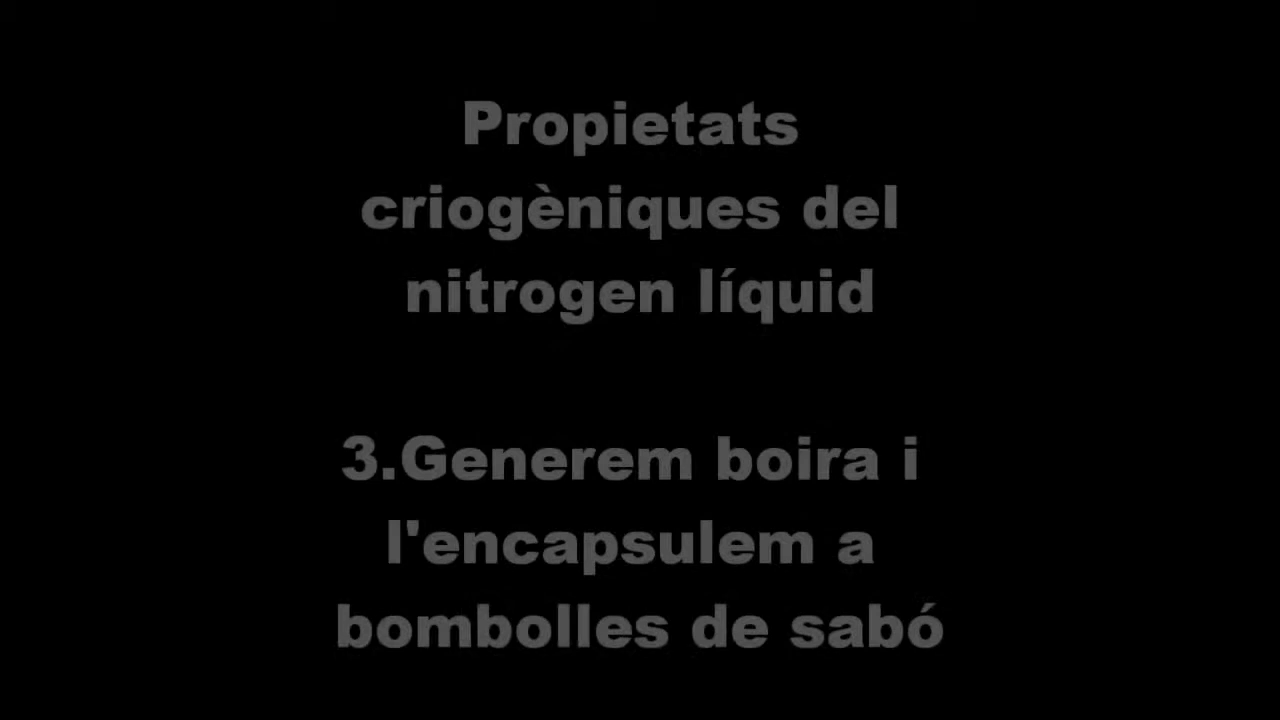 Propietats
criogèniques del
nitrogen líquid
3.Generem boira i
l'encapsulem a
bombolles de sabó